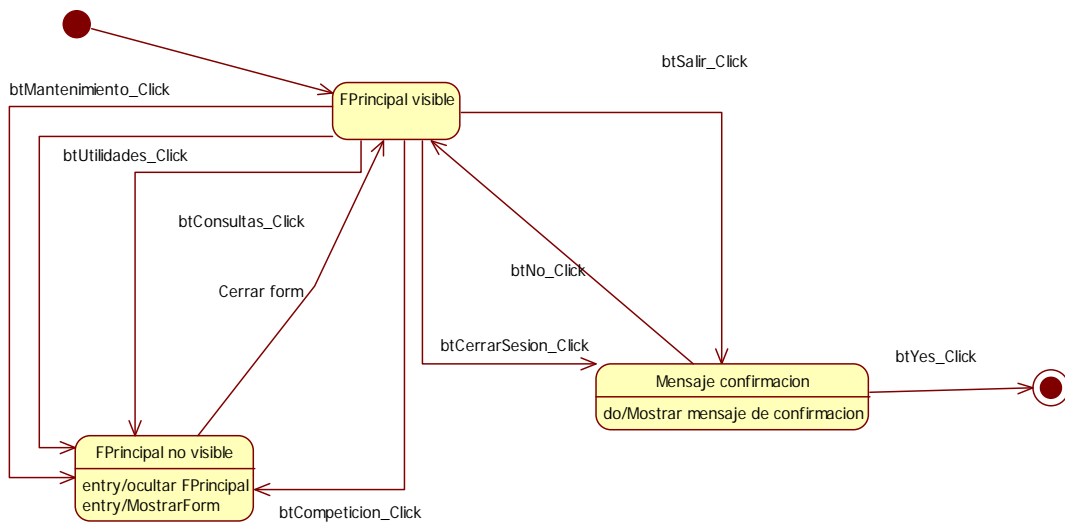 btSalir_Click
btMantenimiento_Click
FPrincipal visible
btUtilidades_Click
btConsultas_Click
btNo_Click
Cerrar form
btCerrarSesion_Click
btYes_Click
Mensaje confirmacion
do/Mostrar mensaje de confirmacion
FPrincipal no visible
entry/ocultar FPrincipal
entry/MostrarForm
btCompeticion_Click